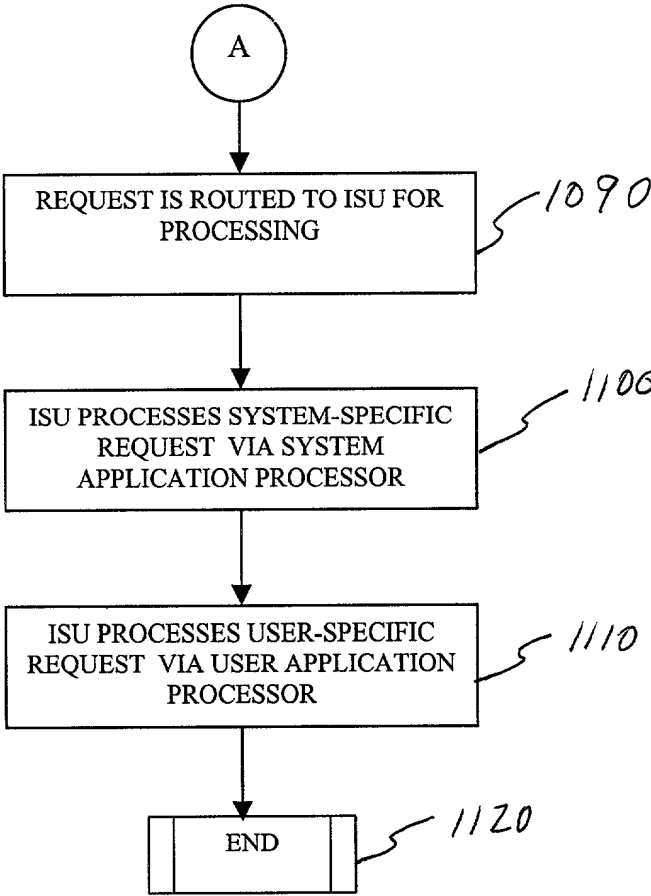 A
REQUEST IS ROUTED TO ISU FOR
PROCESSING
1090
ISU PROCESSES SYSTEM-SPECIFIC
REQUEST VIA SYSTEM
APPLICATION PROCESSOR
1100
ISU PROCESSES USER-SPECIFIC
REQUEST VIA USER APPLICATION
PROCESSOR
1110
END
1120